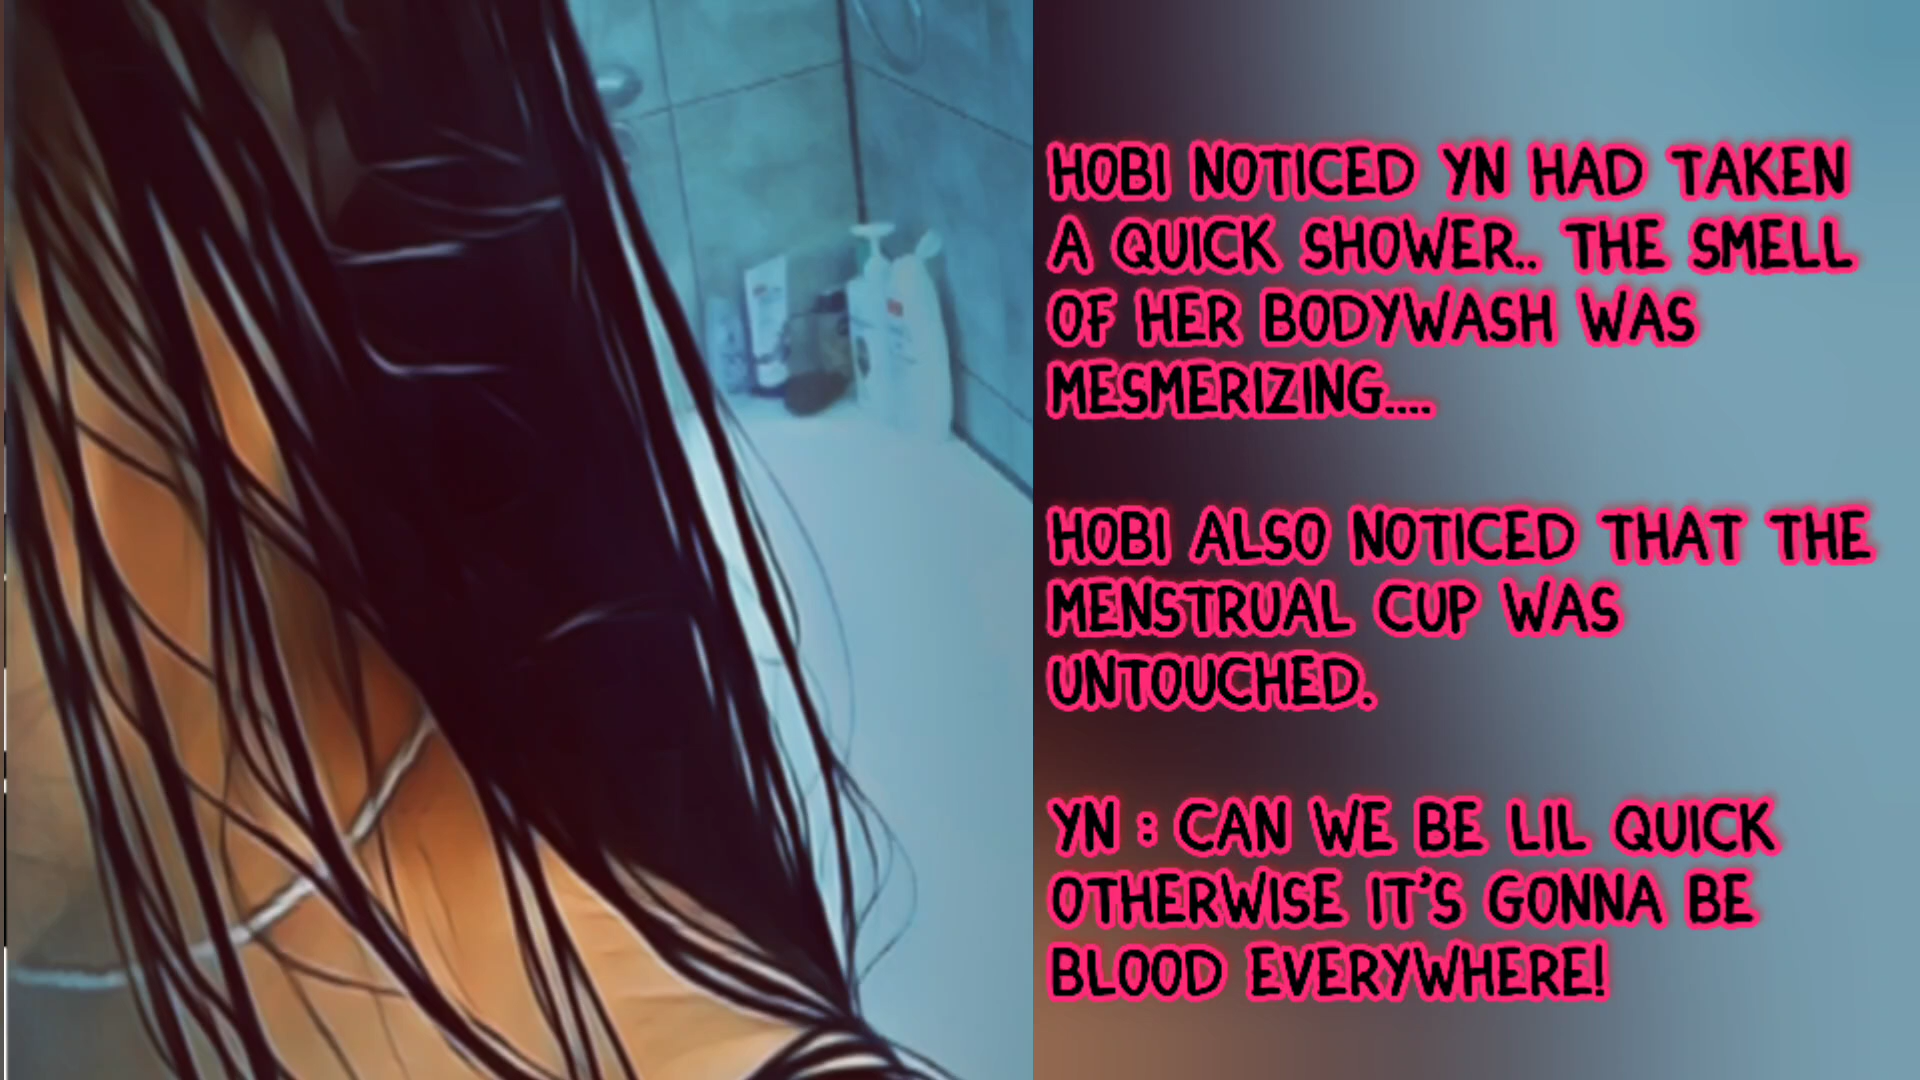 HOBI NOTICED YN HAD TAKEN
A QUICK SHOWER.. THE SMELL
OF HER BODYWASH WAS
MESMERIZING....
HOBI ALSO NOTICED THAT THE
MENSTRUAL CUP WAS
UNTOUCHED.
YN : CAN WE BE LIL QUICK
OTHERWISE IT'S GONNA BE
BLOOD EVERYWHERE!